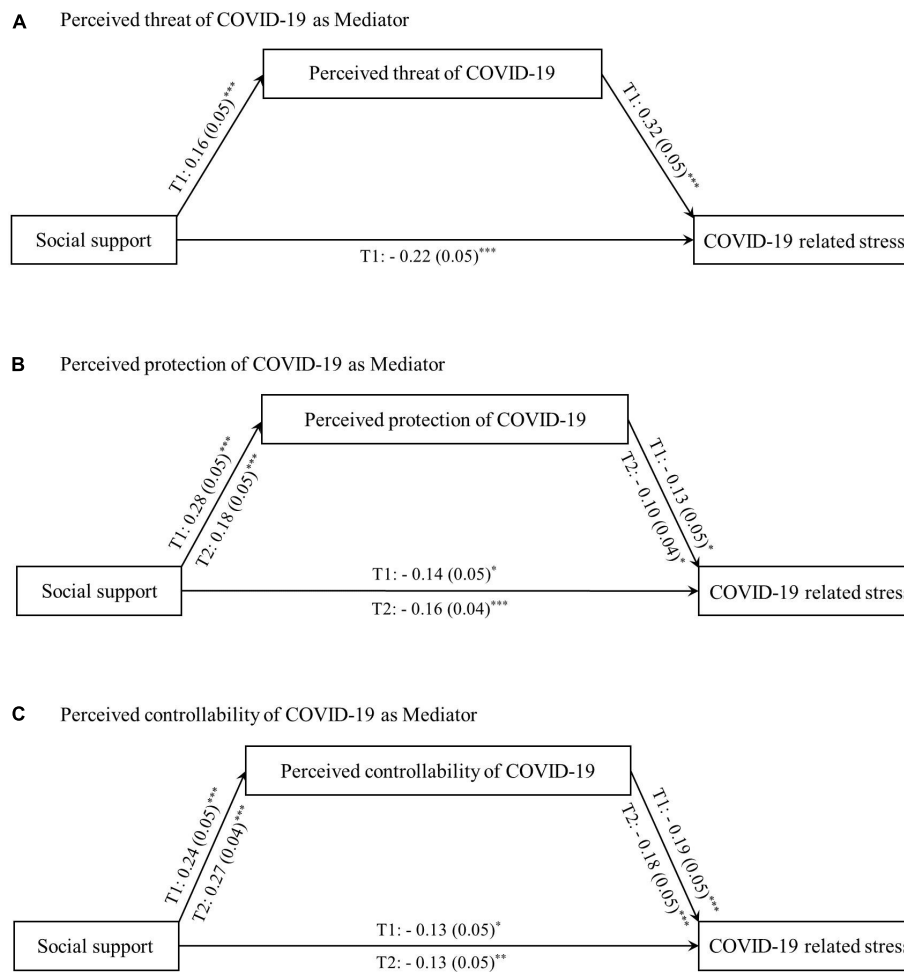 A Perceived threat of COVID-19 as Mediator
Perceived threat of COVID-19
T1: 0.16 (0.05)***
T1: 0.32 (0.05)***
Social support
COVID-19 related stress
T1: - 0.22 (0.05)***
B Perceived protection of COVID-19 as Mediator
Perceived protection of COVID-19
T1: 0.28 (0.05)***
T2: 0.18 (0.05)***
T1: - 0.13 (0.05)*
T2: - 0.10 (0.04)*
Social support
T1: - 0.14 (0.05)*
T2: - 0.16 (0.04)***
COVID-19 related stress
C Perceived controllability of COVID-19 as Mediator
Perceived controllability of COVID-19
T1: 0.24 (0.05)***
T2: 0.27 (0.04)***
T1: - 0.19 (0.05)***
T2: - 0.18 (0.05)***
Social support
T1: - 0.13 (0.05)*
T2: - 0.13 (0.05)**
COVID-19 related stress